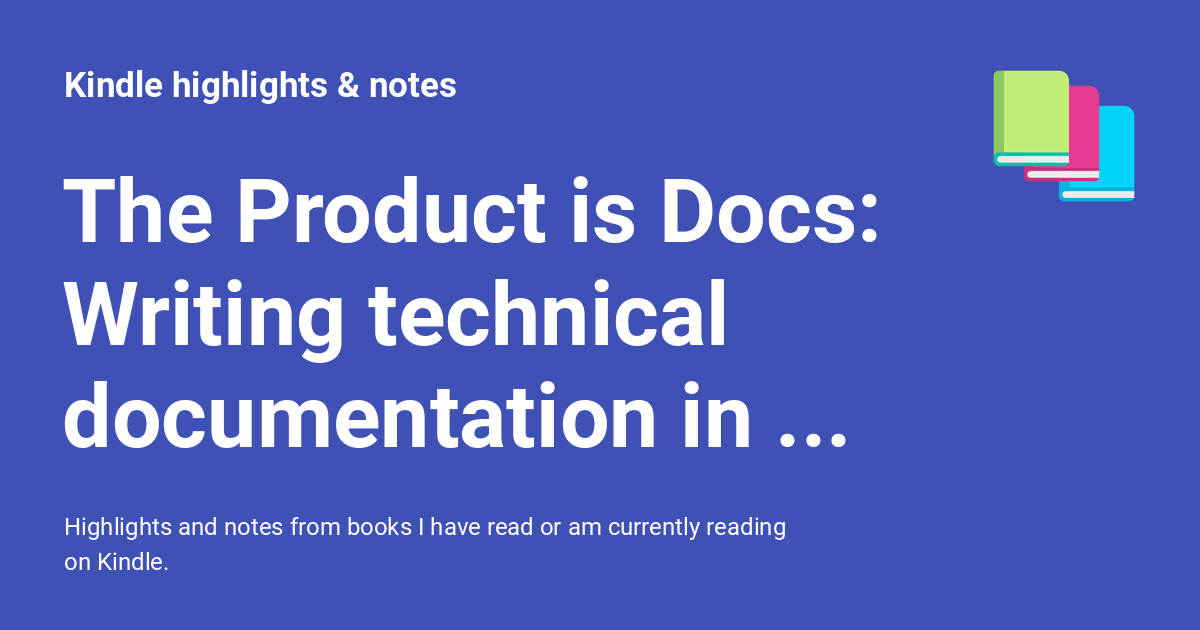 Kindle highlights & notes
The Product is Docs:
Writing technical
documentation in ...
Highlights and notes from books I have read or am currently reading
on Kindle.